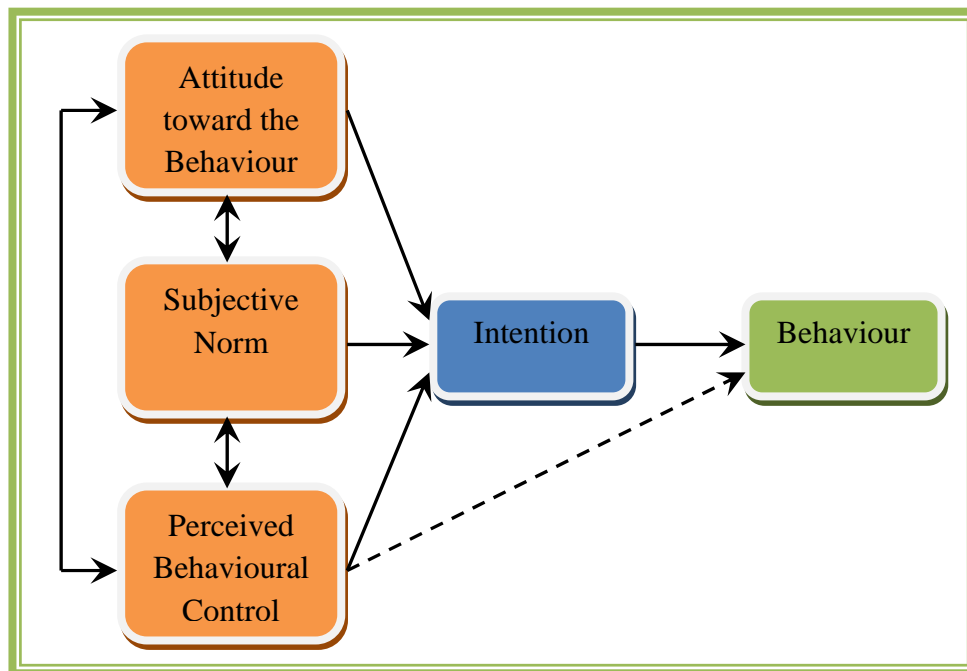 Attitude
toward the
Behaviour
Subjective
Norm
Intention
Behaviour
Perceived
Behavioural
Control